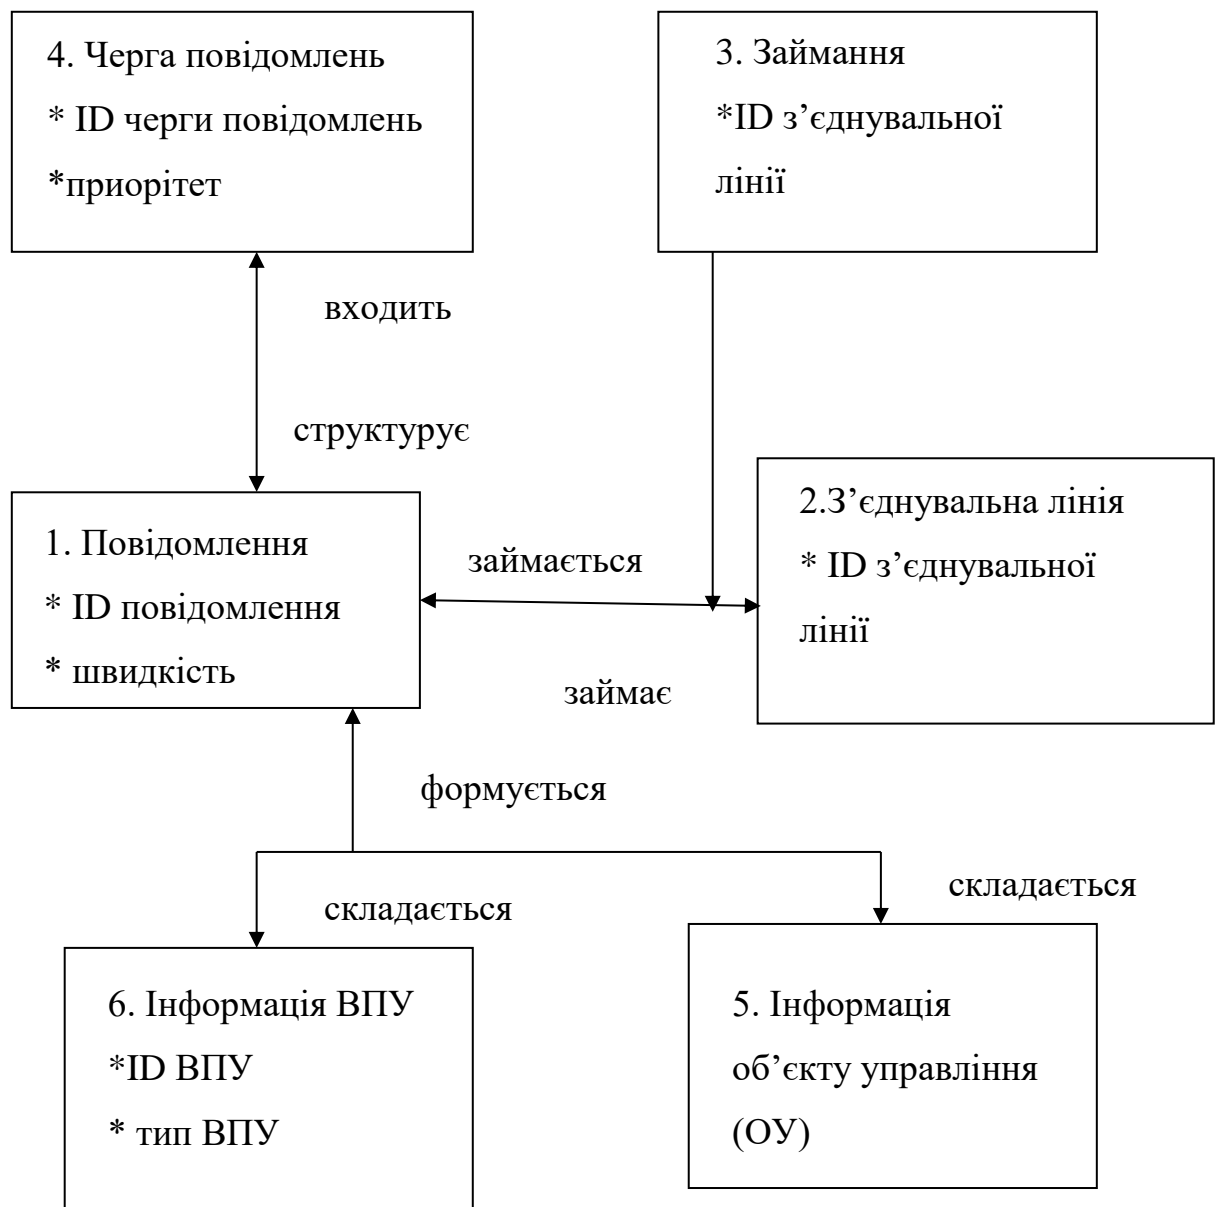 4. Черга повідомлень
* ID черги повідомлень
*приорітет
3. Займання
*ID з’єднувальної
лінії
входить
структурує
1. Повідомлення
* ID повідомлення
* швидкість
займається
займає
2.З’єднувальна лінія
* ID з’єднувальної
лінії
формується
складається
складається
6. Інформація ВПУ
*ID ВПУ
* тип ВПУ
5. Інформація
об’єкту управління
(ОУ)